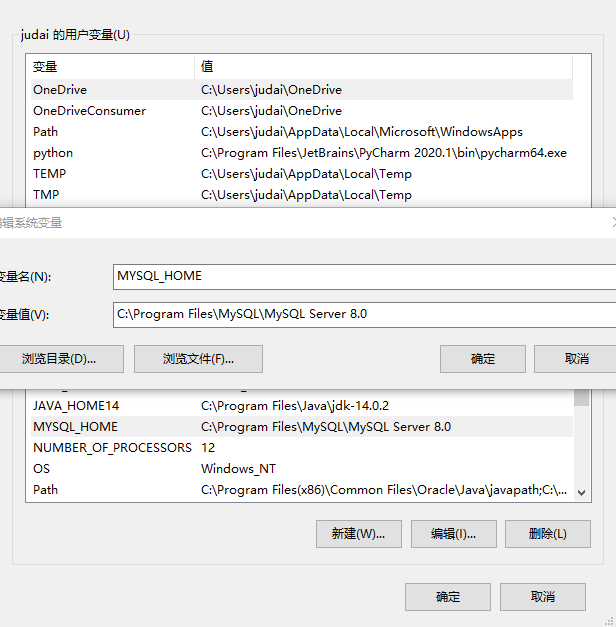 judai 的用户变量(U)
变量 值
OneDrive C:\Users\judai\OneDrive
OneDriveConsumer C:\Users\judai\OneDrive
Path C:\Users\judai\AppData\Local\Microsoft\WindowsApps
python C:\Program Files\JetBrains\PyCharm 2020.1\bin\pycharm64.exe
TEMP C:\Users\judai\AppData\Local\Temp
TMP C:\Users\judai\AppData\Local\Temp
编辑系统变量
变量名(N): MYSQL_HOME
变量值(V): C:\Program Files\MySQL\MySQL Server 8.0
浏览目录(D)... 浏览文件(F)... 确定 取消
JAVA_HOME14 C:\Program Files\Java\jdk-14.0.2
MYSQL_HOME C:\Program Files\MySQL\MySQL Server 8.0
NUMBER_OF_PROCESSORS 12
OS Windows_NT
Path C:\Program Files(x86)\Common Files\Oracle\Java\javapath;C:\...
新建(W)... 编辑(I)... 删除(L)
确定 取消